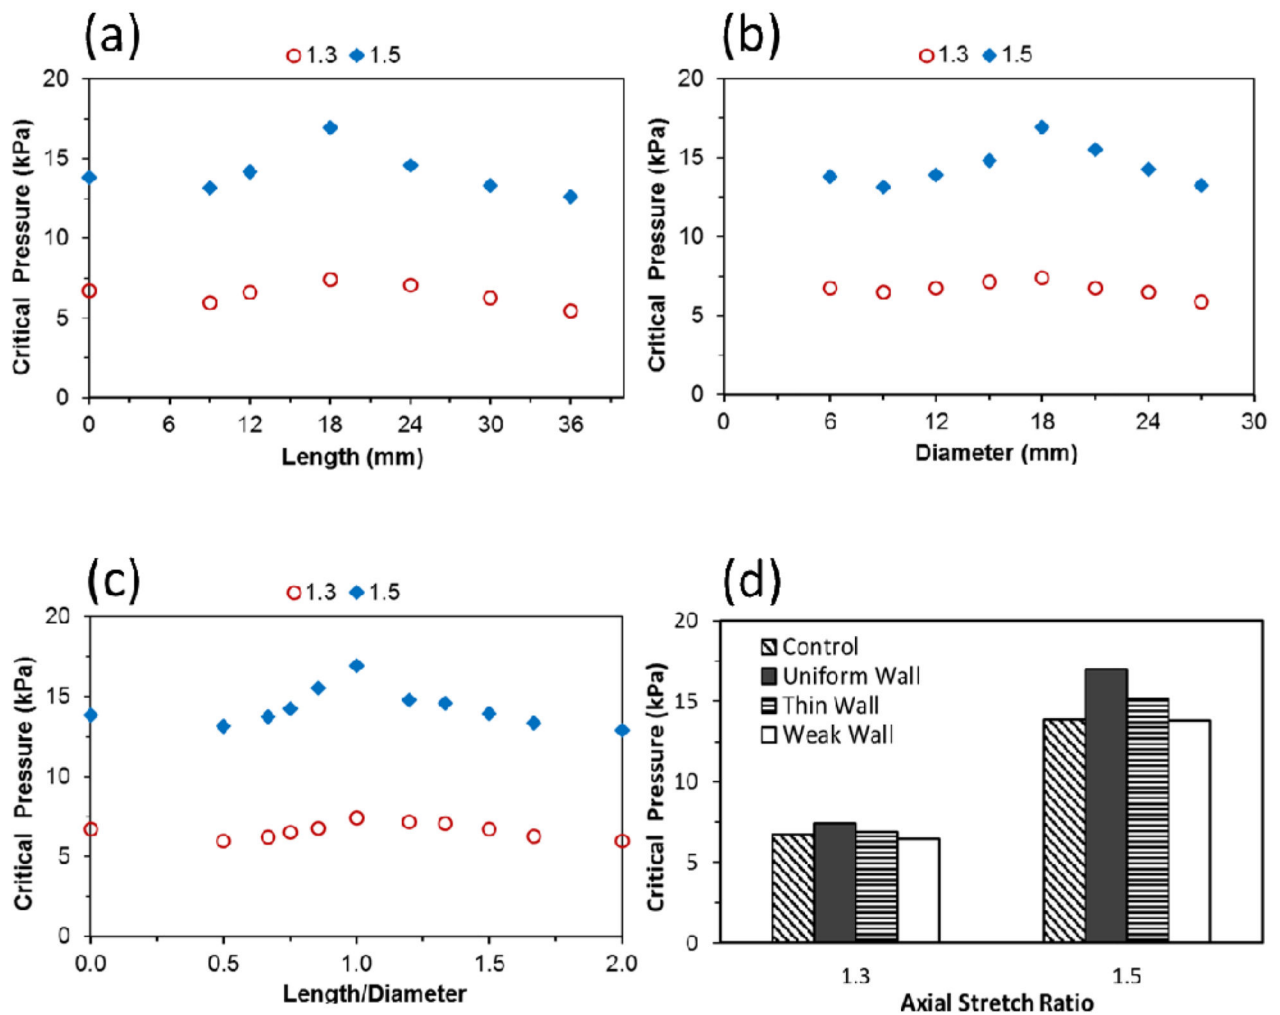 (a)
1.3 1.5
20
15
10
5
0
Critical Pressure (kPa)
0 6 12 18 24 30 36
Length (mm)
(b)
1.3 1.5
20
15
10
5
0
Critical Pressure (kPa)
0 6 12 18 24 30
Diameter (mm)
(c)
1.3 1.5
20
15
10
5
0
Critical Pressure (kPa)
0.0 0.5 1.0 1.5 2.0
Length/Diameter
(d)
20
15
10
5
0
Critical Pressure (kPa)
Control
Uniform Wall
Thin Wall
Weak Wall
1.3 1.5
Axial Stretch Ratio